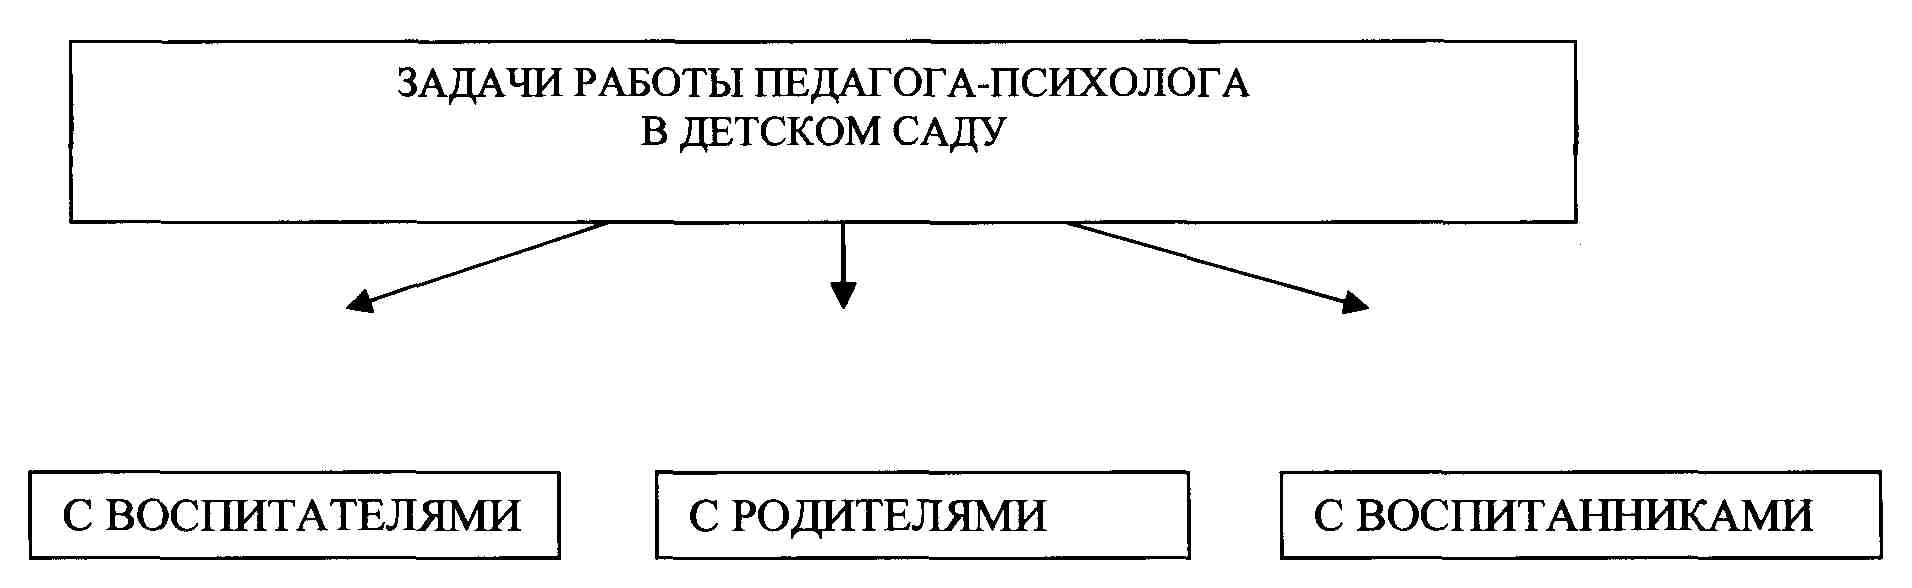 ЗАДАЧИ РАБОТЫ ПЕДАГОГА-ПСИХОЛОГА
В ДЕТСКОМ САДУ
С ВОСПИТАТЕЛЯМИ
С РОДИТЕЛЯМИ
С ВОСПИТАННИКАМИ